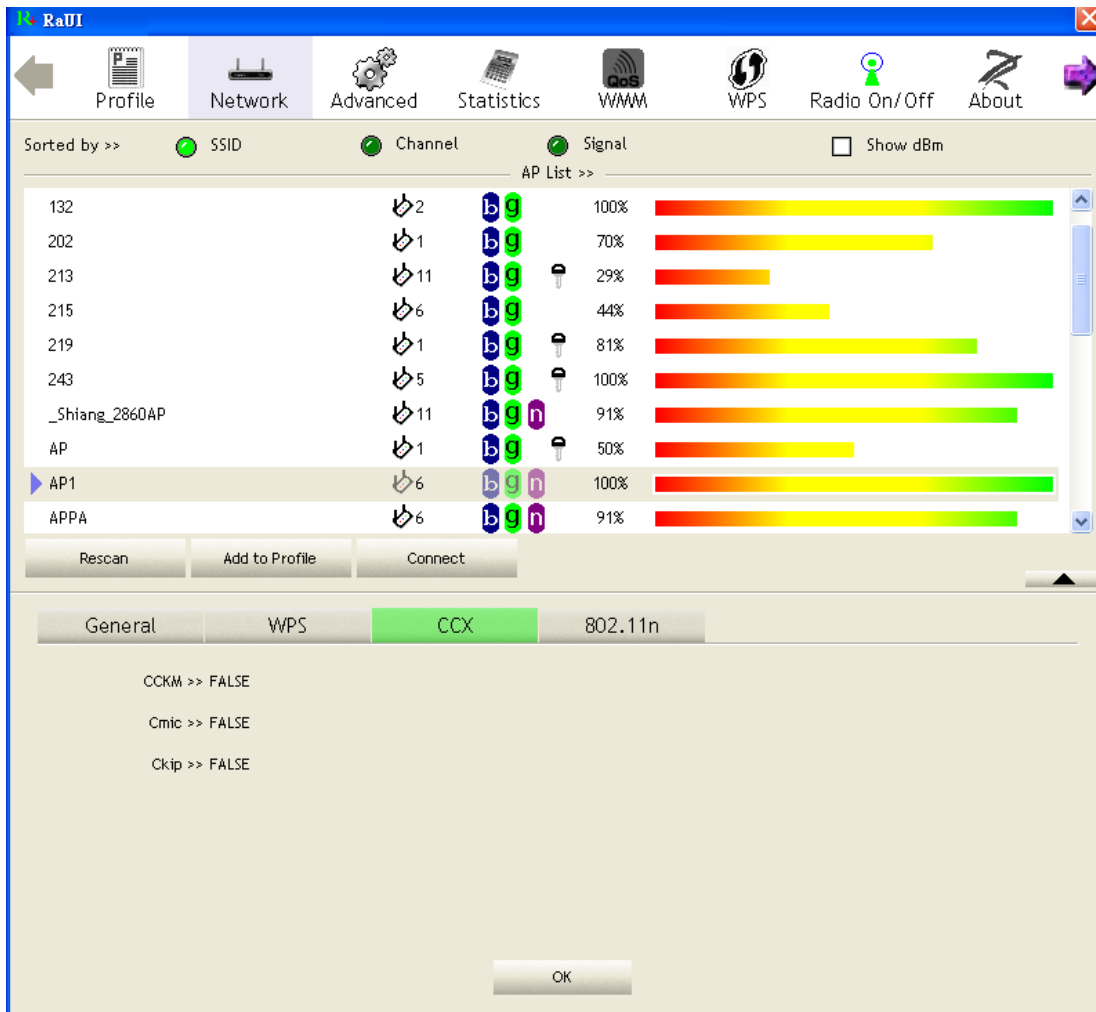 RaUI
Profile Network Advanced Statistics QoS WMM WPS Radio On/Off About
Sorted by >> SSID Channel Signal Show dBm
AP List >>
132 2 b g 100%
202 1 b g 70%
213 11 b g 29%
215 6 b g 44%
219 1 b g 81%
243 5 b g 100%
_Shiang_2860AP 11 b g n 91%
AP 1 b g 50%
AP1 6 b g n 100%
APPA 6 b g n 91%
Rescan Add to Profile Connect
General WPS CCX 802.11n
CCKM >> FALSE
Cmic >> FALSE
Ckip >> FALSE
OK